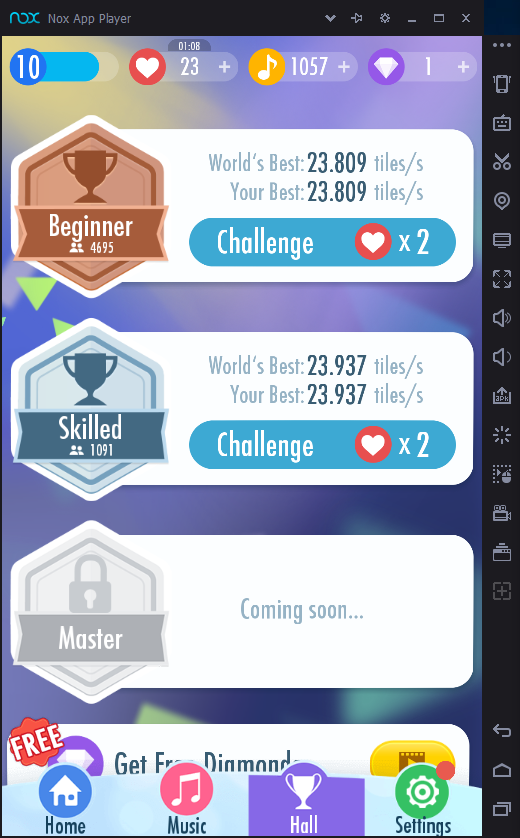 nox Nox App Player
01:08
10 23 + 1057 + 1 +
World's Best: 23.809 tiles/s
Your Best: 23.809 tiles/s
Beginner
4695
Challenge x 2
World's Best: 23.937 tiles/s
Your Best: 23.937 tiles/s
Skilled
1091
Challenge x 2
Coming soon...
Master
FREE
Get Free Diamonds
Home Music Hall Settings